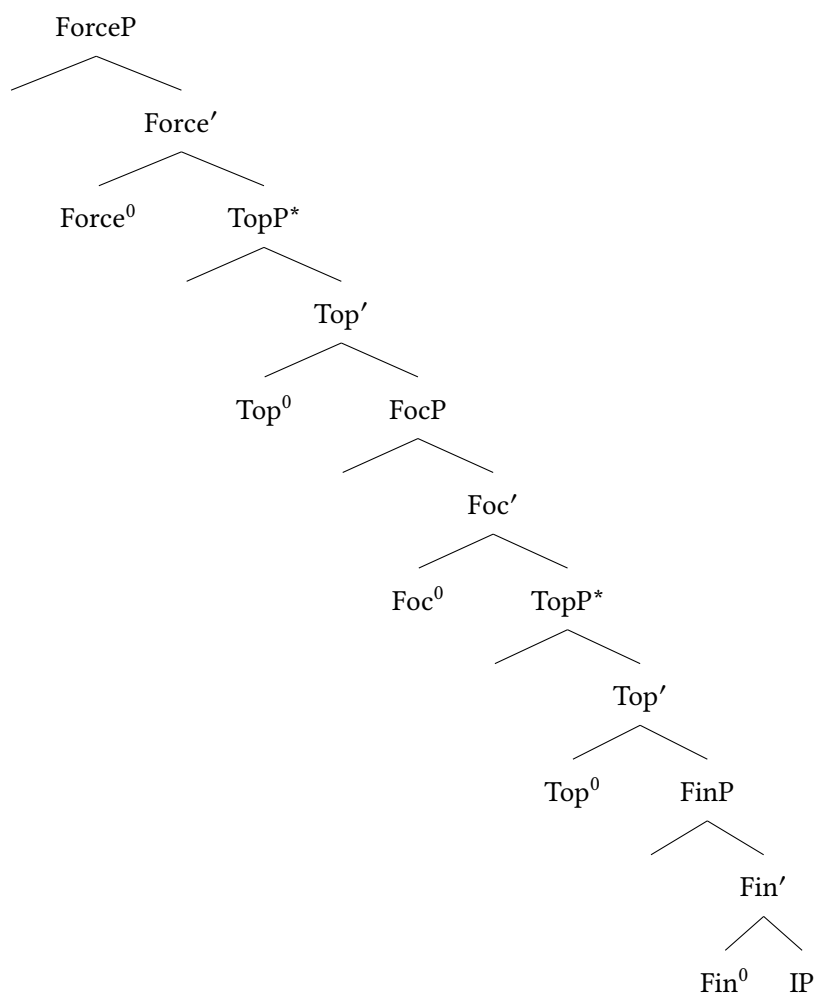 ForceP
Force′
Force⁰ TopP*
Top′
Top⁰ FocP
Foc′
Foc⁰ TopP*
Top′
Top⁰ FinP
Fin′
Fin⁰ IP